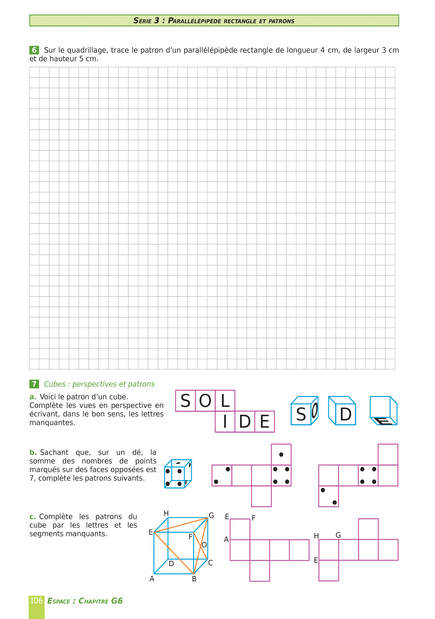 SÉRIE 3 : PARALLÉLÉPIPÈDE RECTANGLE ET PATRONS
6 Sur le quadrillage, trace le patron d'un parallélépipède rectangle de longueur 4 cm, de largeur 3 cm
et de hauteur 5 cm.
7 Cubes : perspectives et patrons
a. Voici le patron d'un cube.
Complète les vues en perspective en
écrivant, dans le bon sens, les lettres
manquantes.
S O L
I D E
S O
D
E
b. Sachant que, sur un dé, la
somme des nombres de points
marqués sur des faces opposées est
7, complète les patrons suivants.
c. Complète les patrons du
cube par les lettres et les
segments manquants.
H G
E F
O
D C
A B
E F
A
H G
E
106 ESPACE : CHAPITRE G6